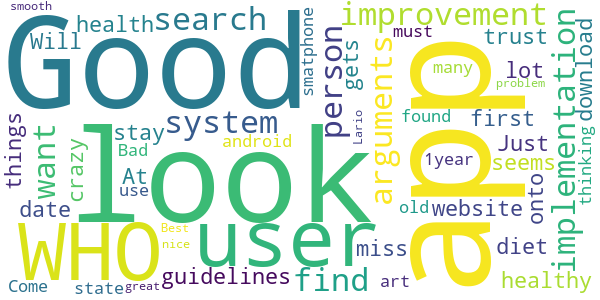 smooth
Good
health
search
Will
smatphone
person
gets
improvement
arguments
app
must
many
trust
lot
problem
implementation
download
found
first
thinking
things
want
crazy
stay
Bad
system
At
use
android
look
Lario
Just
1year
seems
onto
old
website
date
WHO
Best
nice
user
miss
diet
Come
state
great
guidelines
find
art
healthy